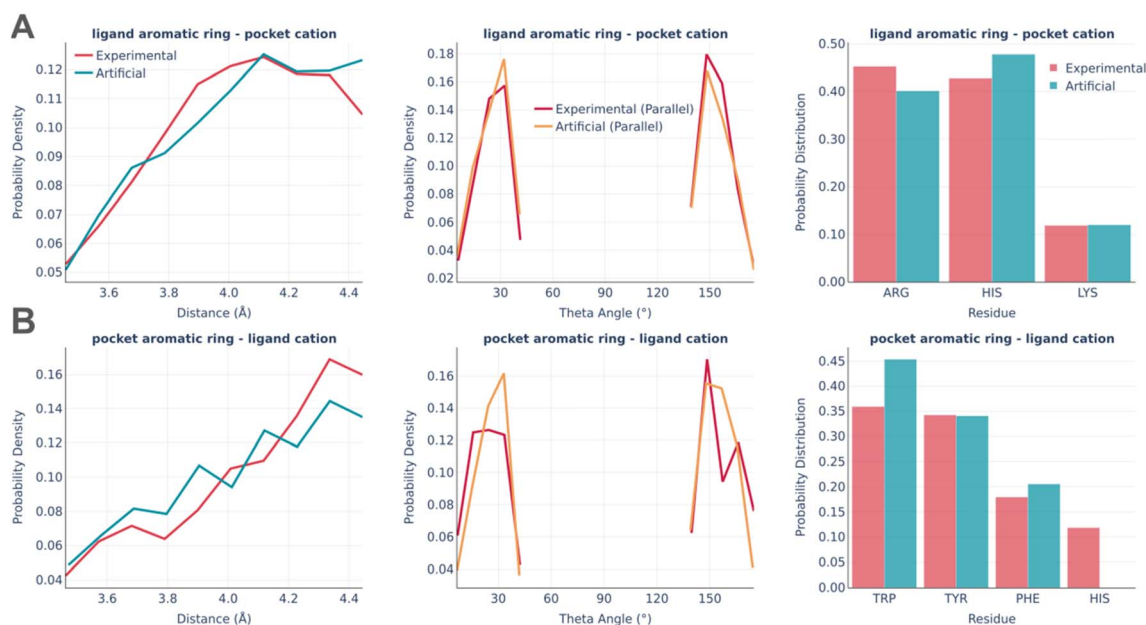 A
ligand aromatic ring - pocket cation
Experimental
Artificial
0.12
0.11
0.10
0.09
0.08
0.07
0.06
0.05
Probability Density
3.6 3.8 4.0 4.2 4.4
Distance (Å)
ligand aromatic ring - pocket cation
Experimental (Parallel)
Artificial (Parallel)
0.18
0.16
0.14
0.12
0.10
0.08
0.06
0.04
0.02
Probability Density
30 60 90 120 150
Theta Angle (°)
ligand aromatic ring - pocket cation
Experimental
Artificial
0.50
0.40
0.30
0.20
0.10
0.00
Probability Distribution
ARG HIS LYS
Residue
B
pocket aromatic ring - ligand cation
0.16
0.14
0.12
0.10
0.08
0.06
0.04
Probability Density
3.6 3.8 4.0 4.2 4.4
Distance (Å)
pocket aromatic ring - ligand cation
0.16
0.14
0.12
0.10
0.08
0.06
0.04
Probability Density
30 60 90 120 150
Theta Angle (°)
pocket aromatic ring - ligand cation
0.45
0.40
0.35
0.30
0.25
0.20
0.15
0.10
0.05
0.00
Probability Distribution
TRP TYR PHE HIS
Residue